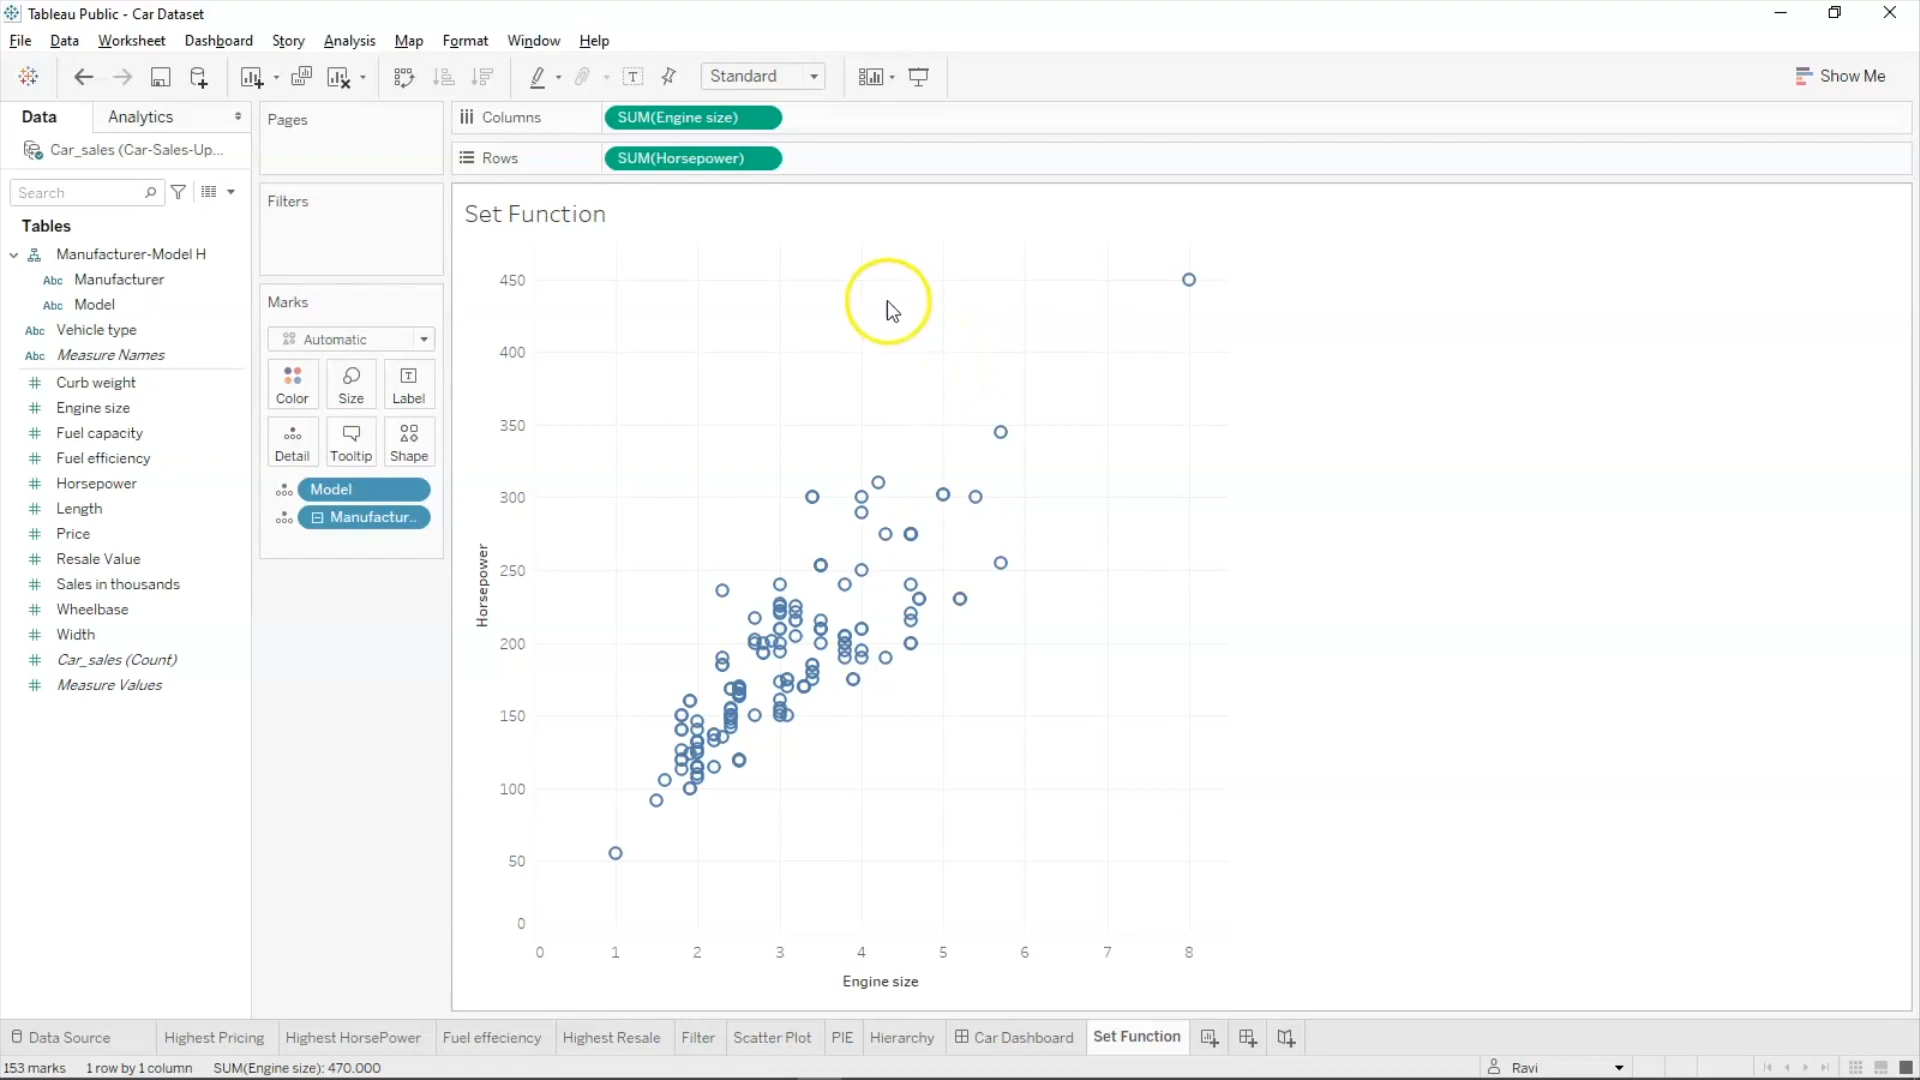 Tableau Public - Car Dataset
File Data Worksheet Dashboard Story Analysis Map Format Window Help
Standard
Show Me
Data Analytics
Car_sales (Car-Sales-Up...
Search
Tables
Manufacturer-Model H
Abc Manufacturer
Abc Model
Abc Vehicle type
Abc Measure Names
Curb weight
Engine size
Fuel capacity
Fuel efficiency
Horsepower
Length
Price
Resale Value
Sales in thousands
Wheelbase
Width
Car_sales (Count)
Measure Values
Pages
Filters
Marks
Automatic
Color Size Label
Detail Tooltip Shape
Model
Manufactur..
Columns SUM(Engine size)
Rows SUM(Horsepower)
Set Function
450
400
350
300
250
200
150
100
50
0
Horsepower
0 1 2 3 4 5 6 7 8
Engine size
Data Source Highest Pricing Highest HorsePower Fuel effeciency Highest Resale Filter Scatter Plot PIE Hierarchy Car Dashboard Set Function
153 marks 1 row by 1 column SUM(Engine size): 470.000 Ravi